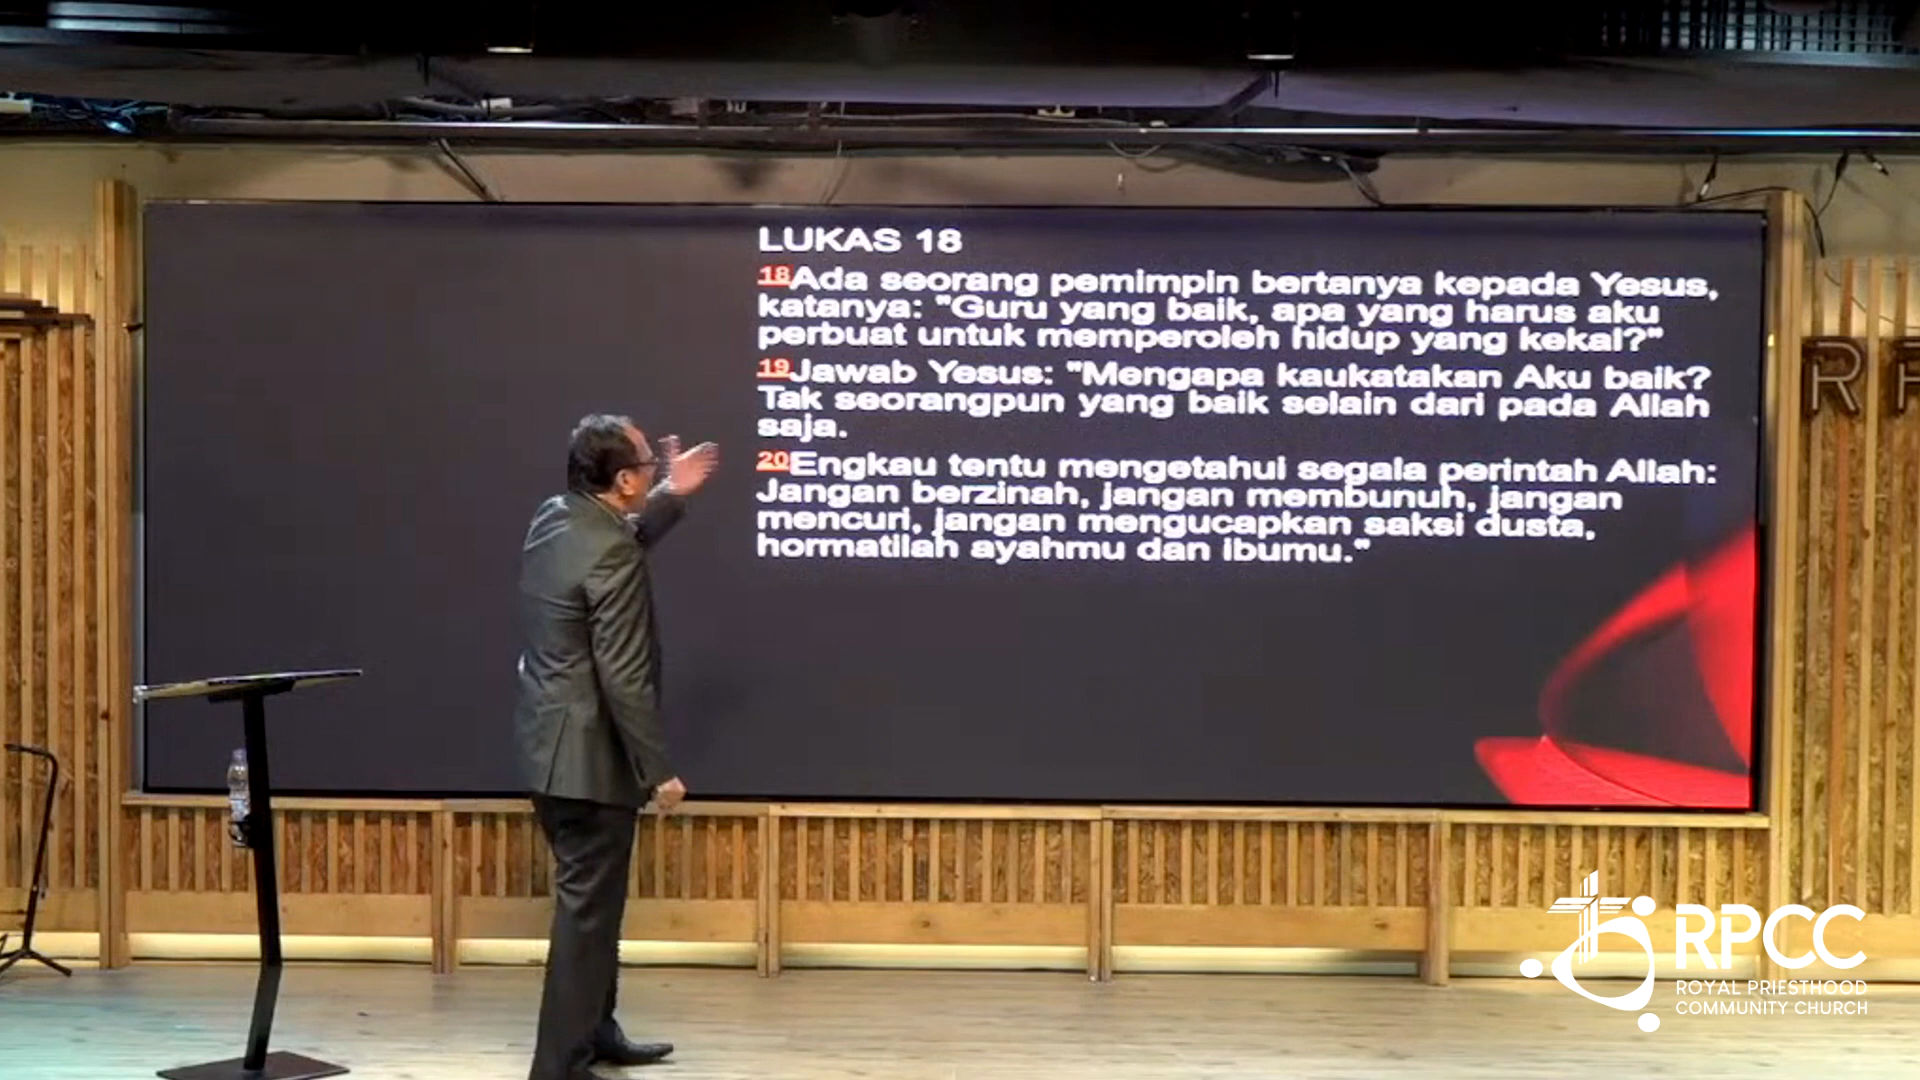 LUKAS 18
18Ada seorang pemimpin bertanya kepada Yesus,
katanya: "Guru yang baik, apa yang harus aku
perbuat untuk memperoleh hidup yang kekal?"
19Jawab Yesus: "Mengapa kaukatakan Aku baik?
Tak seorangpun yang baik selain dari pada Allah
saja.
20Engkau tentu mengetahui segala perintah Allah:
Jangan berzinah, jangan membunuh, jangan
mencuri, jangan mengucapkan saksi dusta,
hormatilah ayahmu dan ibumu."
R
RPCC
ROYAL PRIESTHOOD
COMMUNITY CHURCH